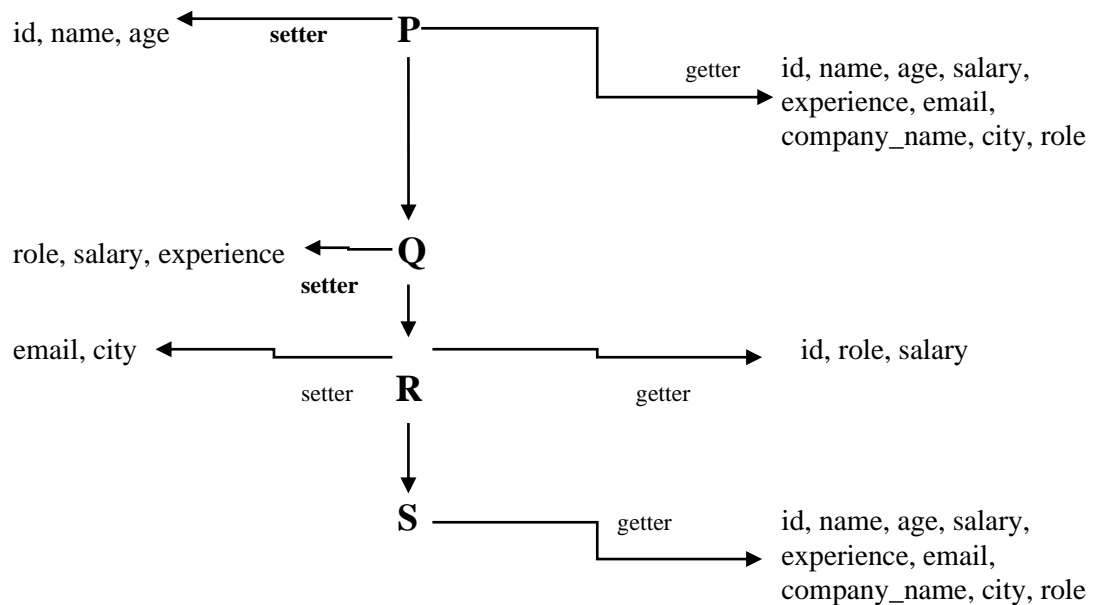 id, name, age
setter
P
getter
id, name, age, salary,
experience, email,
company_name, city, role
role, salary, experience
setter
Q
email, city
setter
R
getter
id, role, salary
S
getter
id, name, age, salary,
experience, email,
company_name, city, role